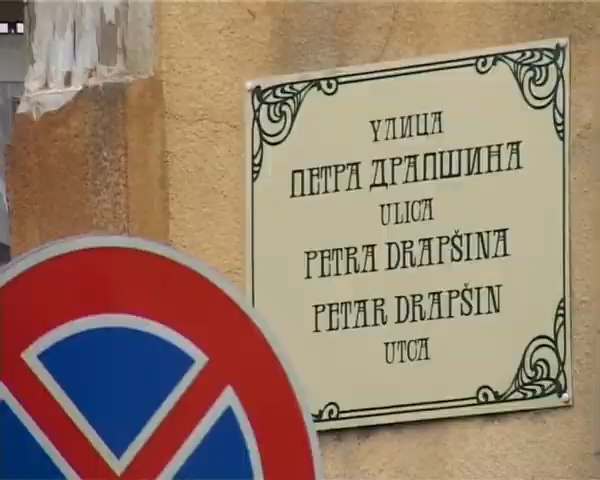 УЛИЦА
ПЕТРА ДРАПШИНА
ULICA
PETRA DRAPŠINA
PETAR DRAPŠIN
UTCA